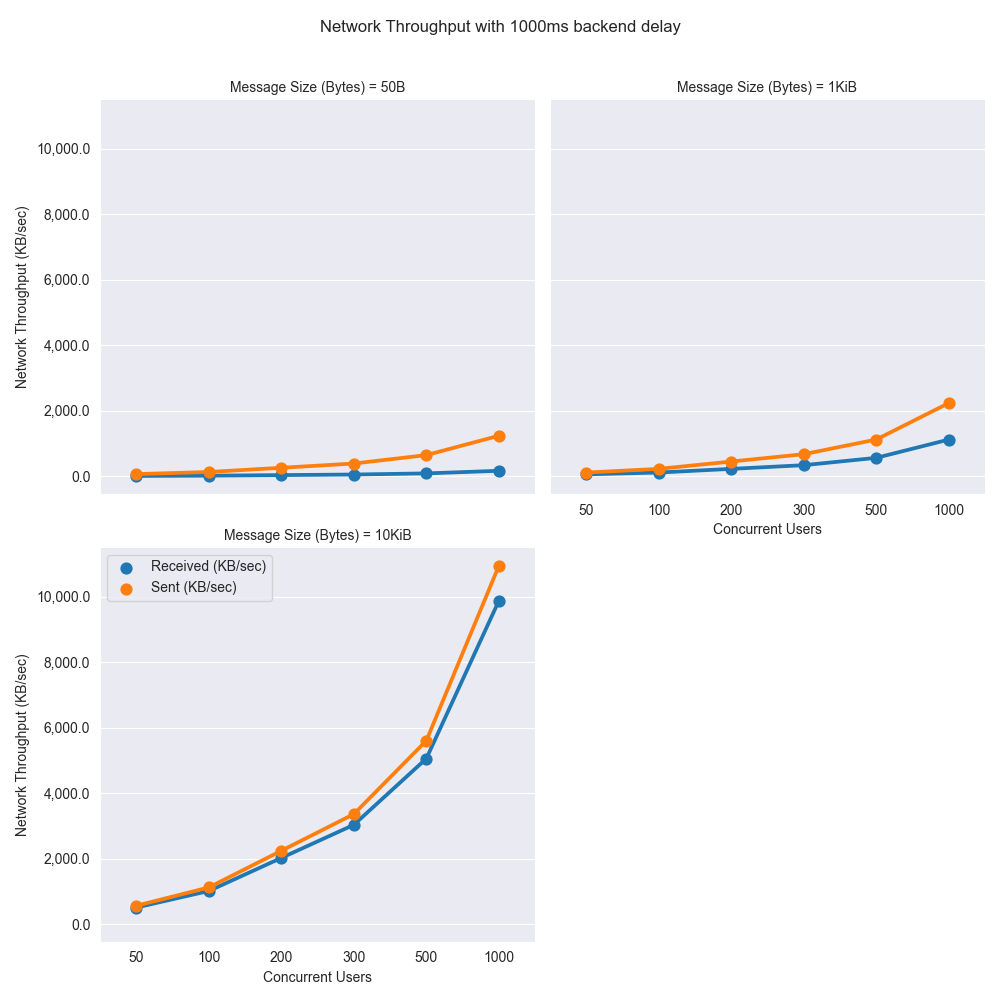 Network Throughput with 1000ms backend delay
Message Size (Bytes) = 50B
Message Size (Bytes) = 1KiB
Network Throughput (KB/sec)
10,000.0
8,000.0
6,000.0
4,000.0
2,000.0
0.0
50 100 200 300 500 1000
Concurrent Users
Message Size (Bytes) = 10KiB
Received (KB/sec)
Sent (KB/sec)
Network Throughput (KB/sec)
10,000.0
8,000.0
6,000.0
4,000.0
2,000.0
0.0
50 100 200 300 500 1000
Concurrent Users